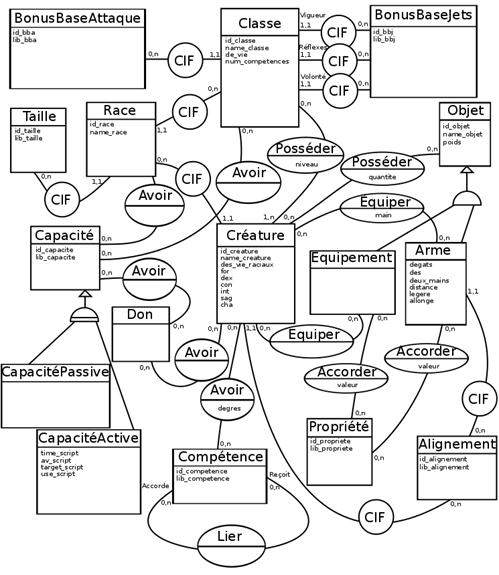 BonusBaseAttaque
id_bba
lib_bba
0,n
CIF
1,1
Classe
id_classe
name_classe
de_vie
num_competences
Vigueur
1,1
CIF
0,n
Réflexes
1,1
CIF
0,n
Volonté
1,1
CIF
0,n
BonusBaseJets
id_bbj
lib_bbj
Taille
id_taille
lib_taille
0,n
CIF
1,1
Race
id_race
name_race
1,1
CIF
0,n
0,n
CIF
1,1
Avoir
0,n
Avoir
0,n
0,n
Posséder
niveau
1,n
Posséder
quantite
0,n
0,n
Objet
id_objet
name_objet
poids
Equiper
main
0,n
0,n
Capacité
id_capacite
lib_capacite
0,n
0,n
0,n
Avoir
0,n
Créature
id_creature
name_creature
des_vie_raciaux
for
dex
con
int
sag
cha
Equipement
Arme
degats
des
deux_mains
distance
legere
allonge
Don
0,n
Avoir
0,n
0,n
1,1
0,n
Equiper
0,n
0,n
0,n
1,1
CapacitéPassive
CapacitéActive
time_script
av_script
target_script
use_script
Avoir
degres
0,n
Accorder
valeur
0,n
Accorder
valeur
0,n
CIF
0,n
Propriété
id_propriete
lib_propriete
Alignement
id_alignement
lib_alignement
0,n
CIF
Compétence
id_competence
lib_competence
Accorde
0,n
Reçoit
0,n
Lier